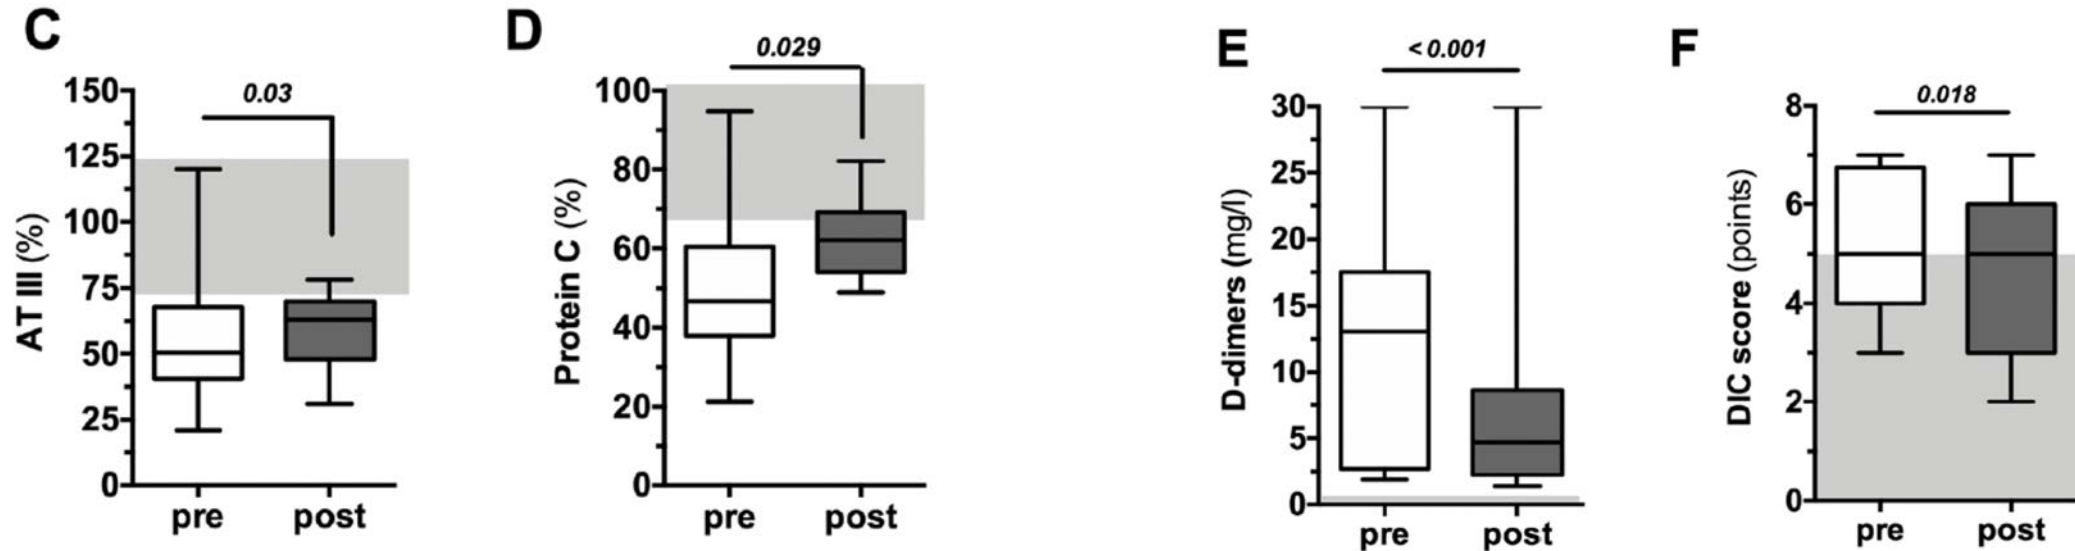 C
0.03
AT III (%)
150
125
100
75
50
25
0
pre post
D
0.029
Protein C (%)
100
80
60
40
20
0
pre post
E
< 0.001
D-dimers (mg/l)
30
25
20
15
10
5
0
pre post
F
0.018
DIC score (points)
8
6
4
2
0
pre post